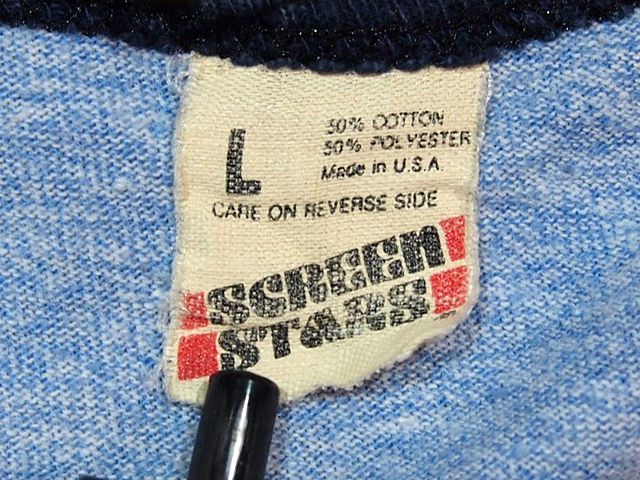 L
50% COTTON
50% POLYESTER
Made in U.S.A.
CARE ON REVERSE SIDE
SCREEN
STARS